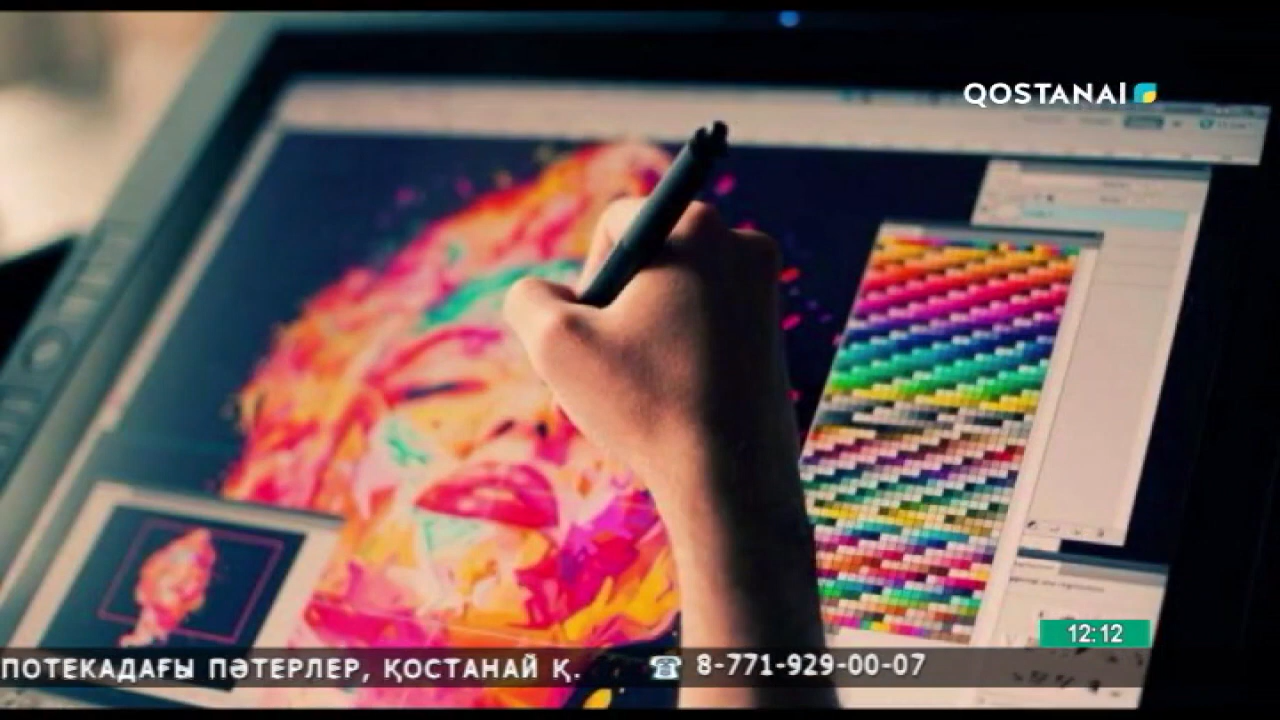 QOSTANAI
12:12
ПОТЕКАДАҒЫ ПӘТЕРЛЕР, ҚОСТАНАЙ Қ. ☎ 8-771-929-00-07